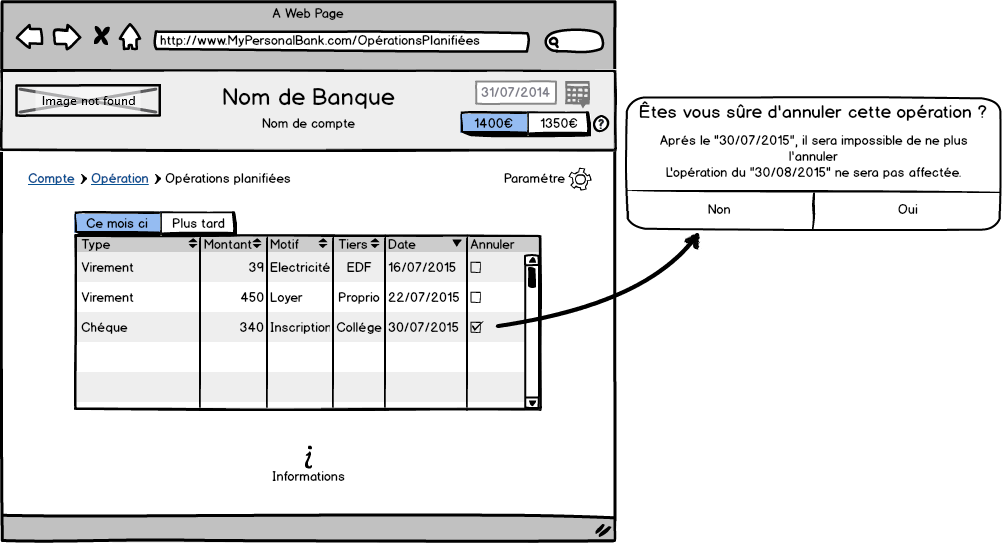 A Web Page
http://www.MyPersonalBank.com/OpérationsPlanifiées
Image not found
Nom de Banque
Nom de compte
31/07/2014
1400€ 1350€ ?
Compte Opération Opérations planifiées
Paramétre
Ce mois ci Plus tard
Type Montant Motif Tiers Date Annuler
Virement 39 Electricité EDF 16/07/2015
Virement 450 Loyer Proprio 22/07/2015
Chéque 340 Inscription Collége 30/07/2015
i
Informations
Êtes vous sûre d'annuler cette opération ?
Aprés le "30/07/2015", il sera impossible de ne plus
l'annuler
L'opération du "30/08/2015" ne sera pas affectée.
Non Oui